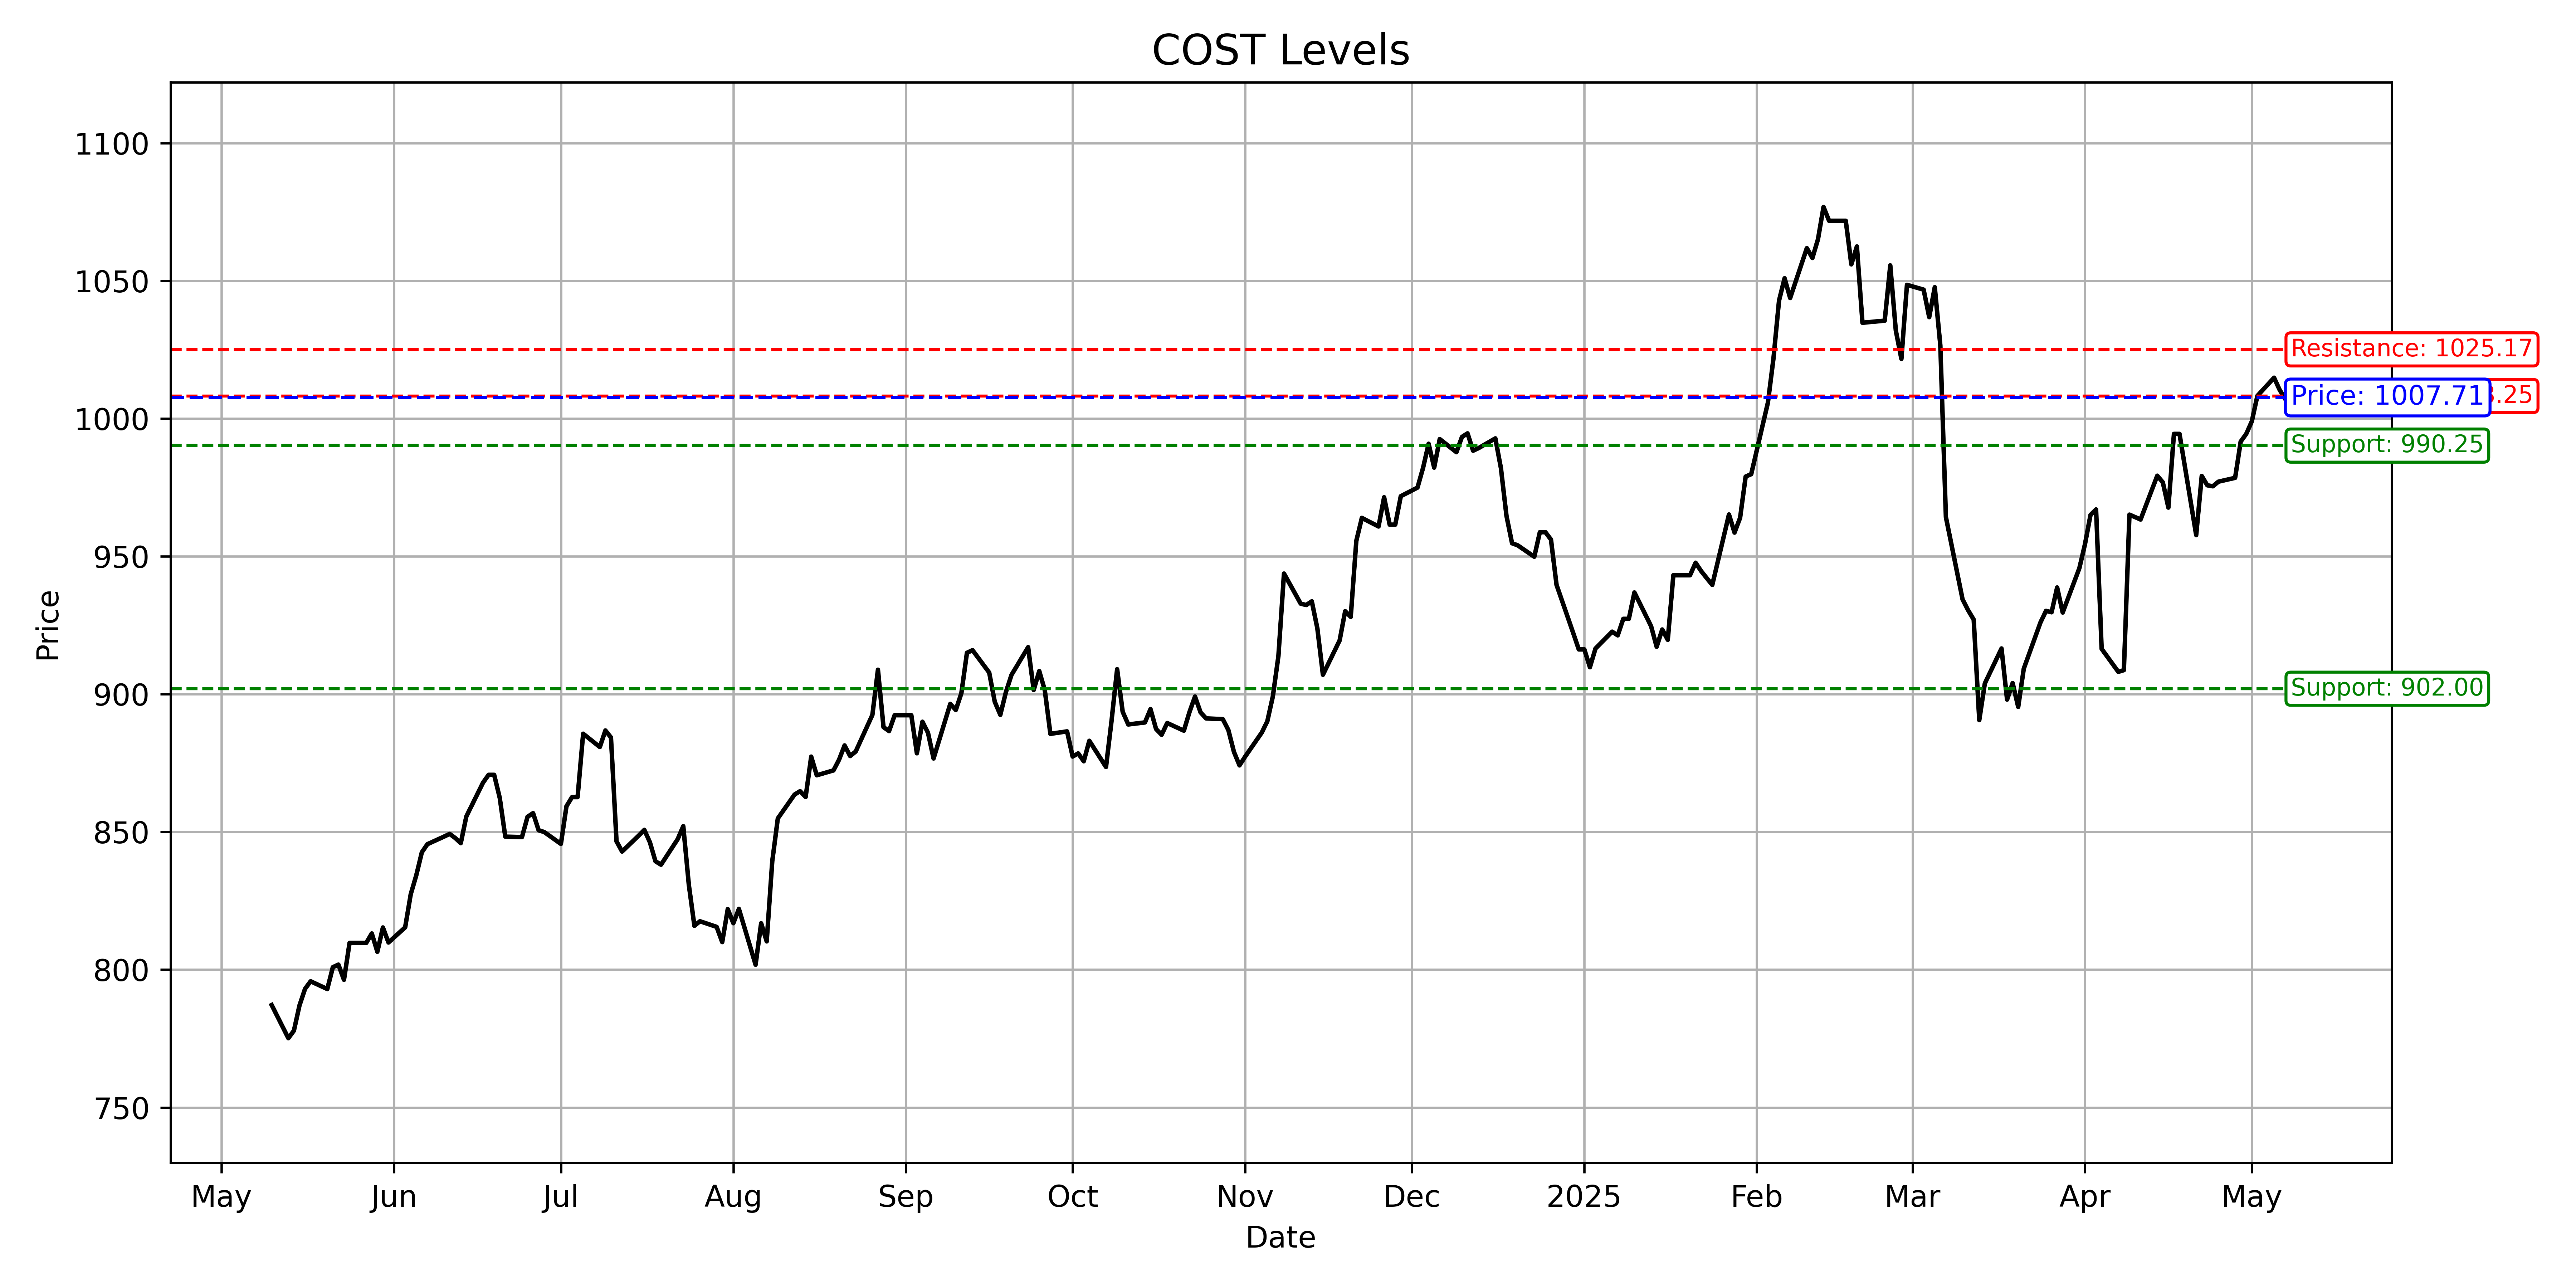 COST Levels
1100
1050
1000
950
900
850
800
750
Price
Resistance: 1025.17
Price: 1007.71
.25
Support: 990.25
Support: 902.00
May
Jun
Jul
Aug
Sep
Oct
Nov
Dec
2025
Feb
Mar
Apr
May
Date